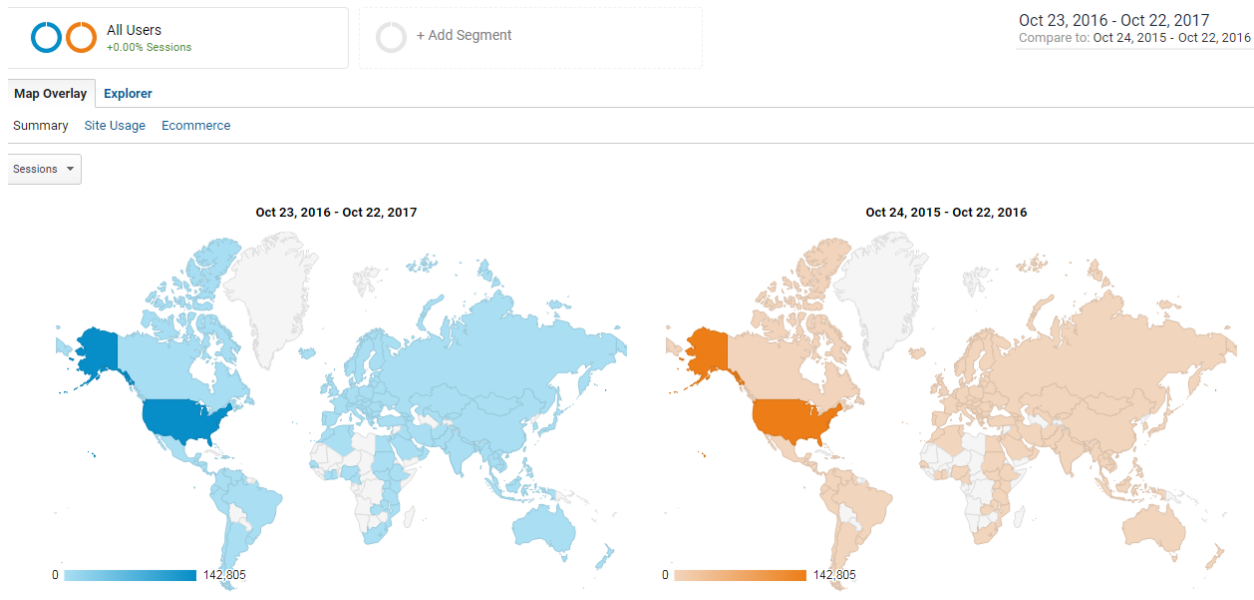 All Users
+0.00% Sessions
+ Add Segment
Oct 23, 2016 - Oct 22, 2017
Compare to: Oct 24, 2015 - Oct 22, 2016
Map Overlay Explorer
Summary Site Usage Ecommerce
Sessions
Oct 23, 2016 - Oct 22, 2017
Oct 24, 2015 - Oct 22, 2016
0 142,805
0 142,805